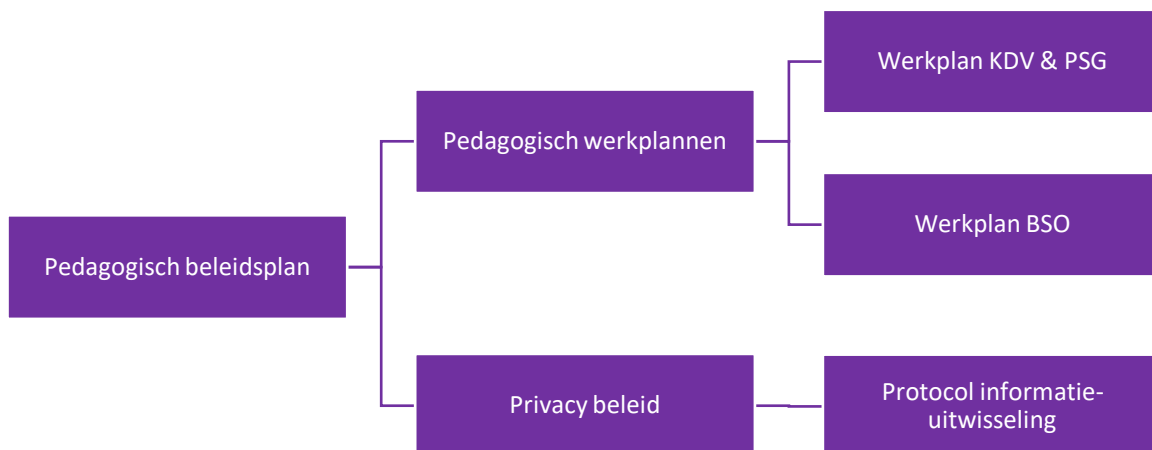 Werkplan KDV & PSG
Pedagogisch werkplannen
Werkplan BSO
Pedagogisch beleidsplan
Privacy beleid
Protocol informatie-
uitwisseling